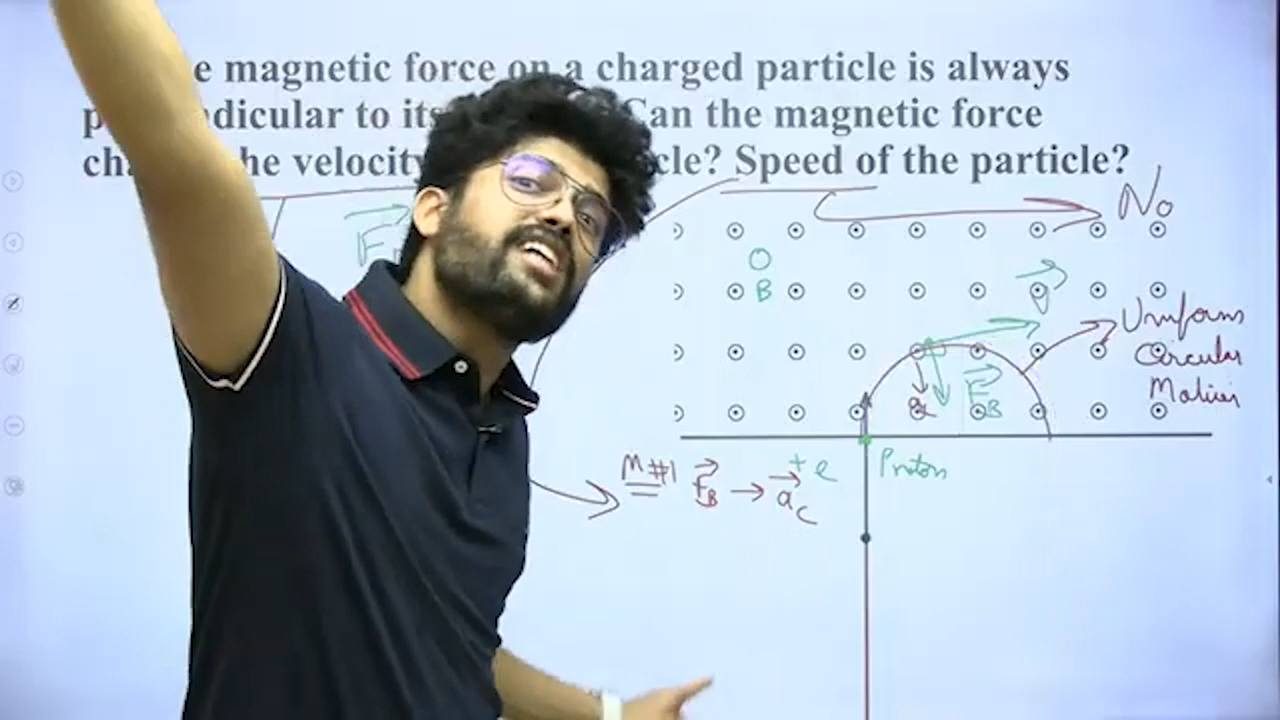 e magnetic force on a charged particle is always
p dicular to its Can the magnetic force
ch he velocity cle? Speed of the particle?
No
F
O
B
v
Uniform
Circular
Motion
a F_B
M#1 F_B → a_C +e Proton